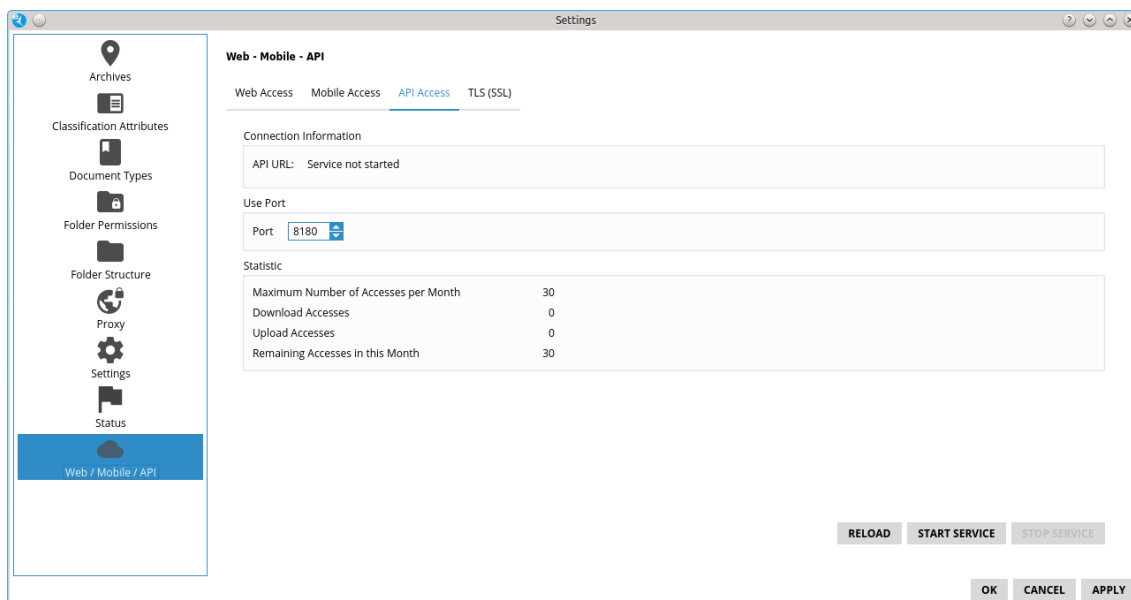 Settings
Archives
Classification Attributes
Document Types
Folder Permissions
Folder Structure
Proxy
Settings
Status
Web / Mobile / API
Web - Mobile - API
Web Access Mobile Access API Access TLS (SSL)
Connection Information
API URL: Service not started
Use Port
Port 8180
Statistic
Maximum Number of Accesses per Month 30
Download Accesses 0
Upload Accesses 0
Remaining Accesses in this Month 30
RELOAD START SERVICE STOP SERVICE
OK CANCEL APPLY